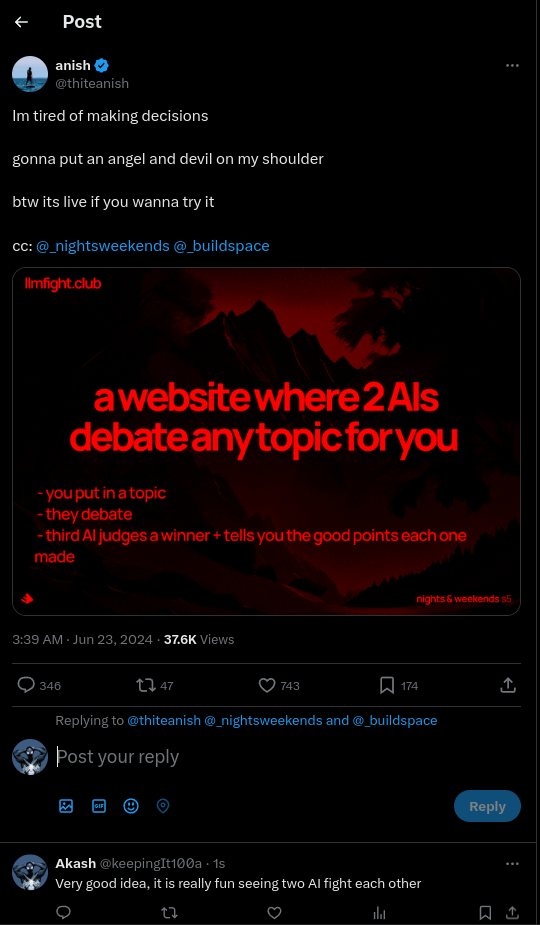 Post
anish
@thiteanish
Im tired of making decisions
gonna put an angel and devil on my shoulder
btw its live if you wanna try it
cc: @_nightsweekends @_buildspace
llmfight.club
a website where 2 AIs
debate any topic for you
- you put in a topic
- they debate
- third AI judges a winner + tells you the good points each one
made
nights & weekends s5
3:39 AM · Jun 23, 2024 · 37.6K Views
346 47 743 174
Replying to @thiteanish @_nightsweekends and @_buildspace
Post your reply
GIF
Reply
Akash @keepingIt100a · 1s
Very good idea, it is really fun seeing two AI fight each other